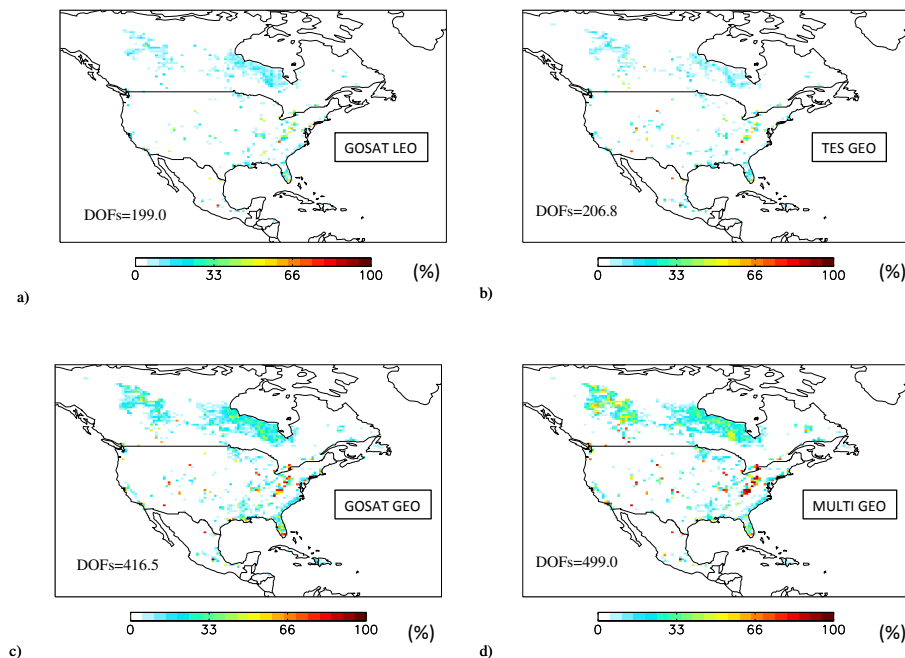 GOSAT LEO
DOFs=199.0
0 33 66 100 (%)
a)
TES GEO
DOFs=206.8
0 33 66 100 (%)
b)
GOSAT GEO
DOFs=416.5
0 33 66 100 (%)
c)
MULTI GEO
DOFs=499.0
0 33 66 100 (%)
d)